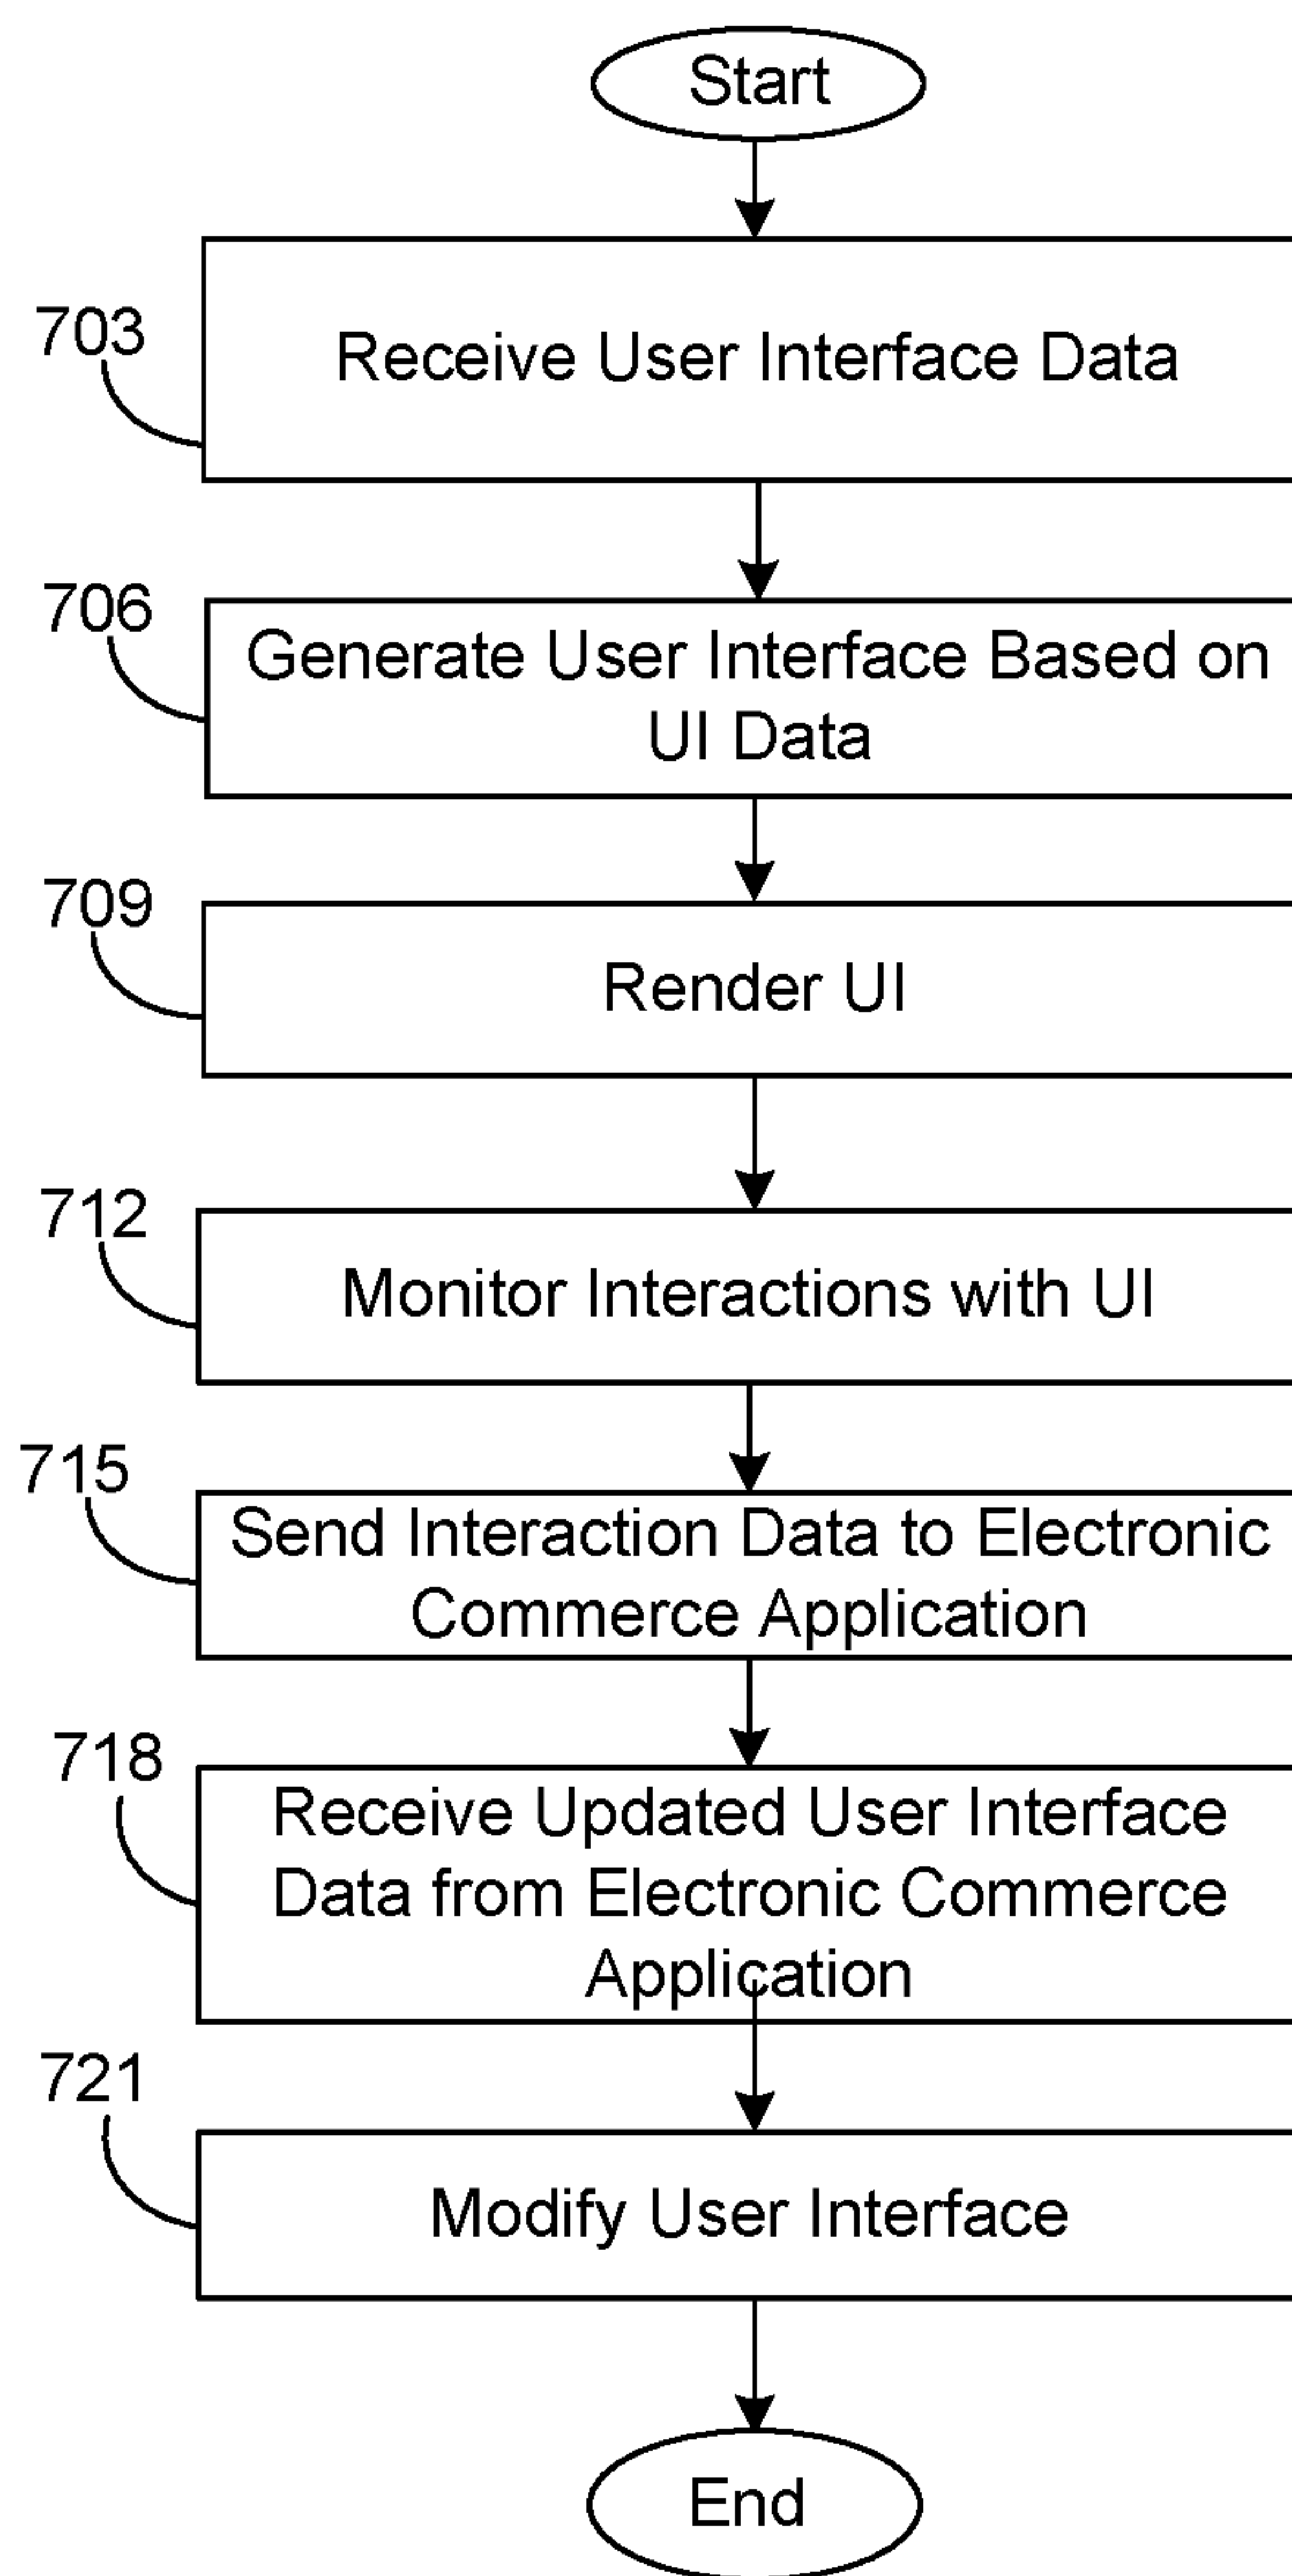 Start
703
Receive User Interface Data
706
Generate User Interface Based on
UI Data
709
Render UI
712
Monitor Interactions with UI
715
Send Interaction Data to Electronic
Commerce Application
718
Receive Updated User Interface
Data from Electronic Commerce
Application
721
Modify User Interface
End